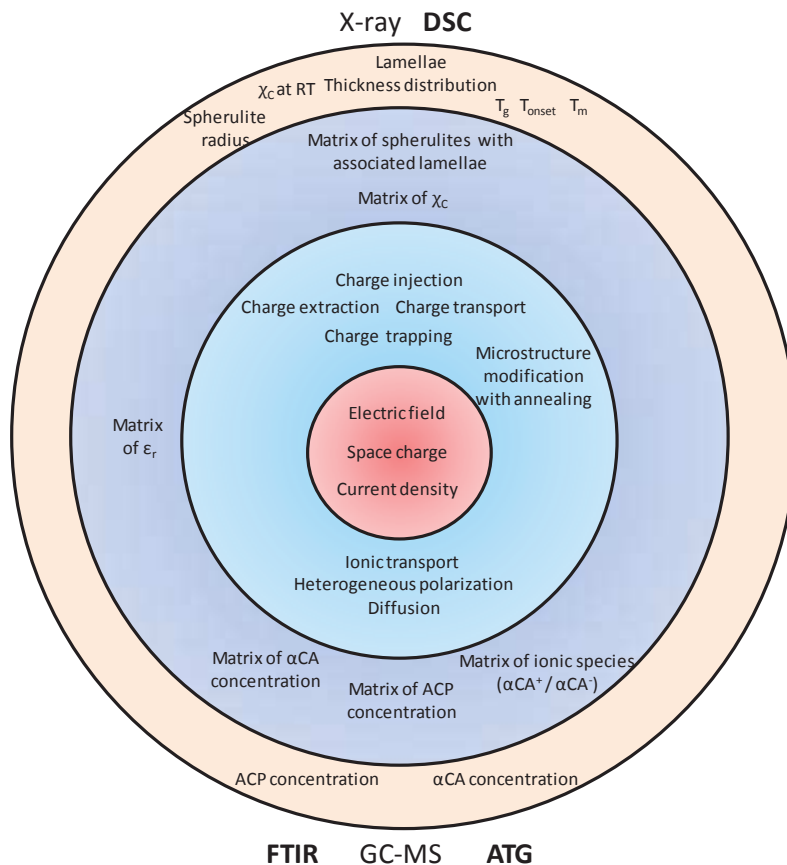 X-ray DSC
Lamellae
Thickness distribution
χC at RT
Tg Tonset Tm
Spherulite
radius
Matrix of spherulites with
associated lamellae
Matrix of χC
Charge injection
Charge extraction Charge transport
Charge trapping
Microstructure
modification
with annealing
Electric field
Space charge
Current density
Matrix
of εr
Ionic transport
Heterogeneous polarization
Diffusion
Matrix of αCA
concentration
Matrix of ACP
concentration
Matrix of ionic species
(αCA⁺ / αCA⁻)
ACP concentration αCA concentration
FTIR GC-MS ATG